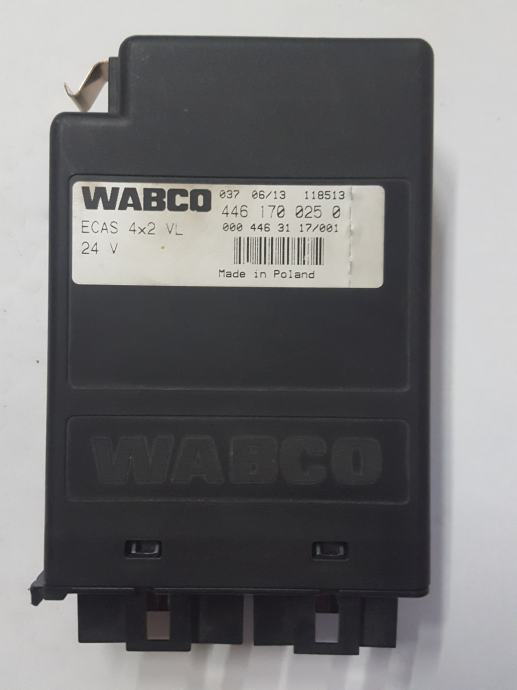 WABCO 037 06/13 118513
446 170 025 0
ECAS 4x2 VL 000 446 31 17/001
24 V
Made in Poland
WABCO